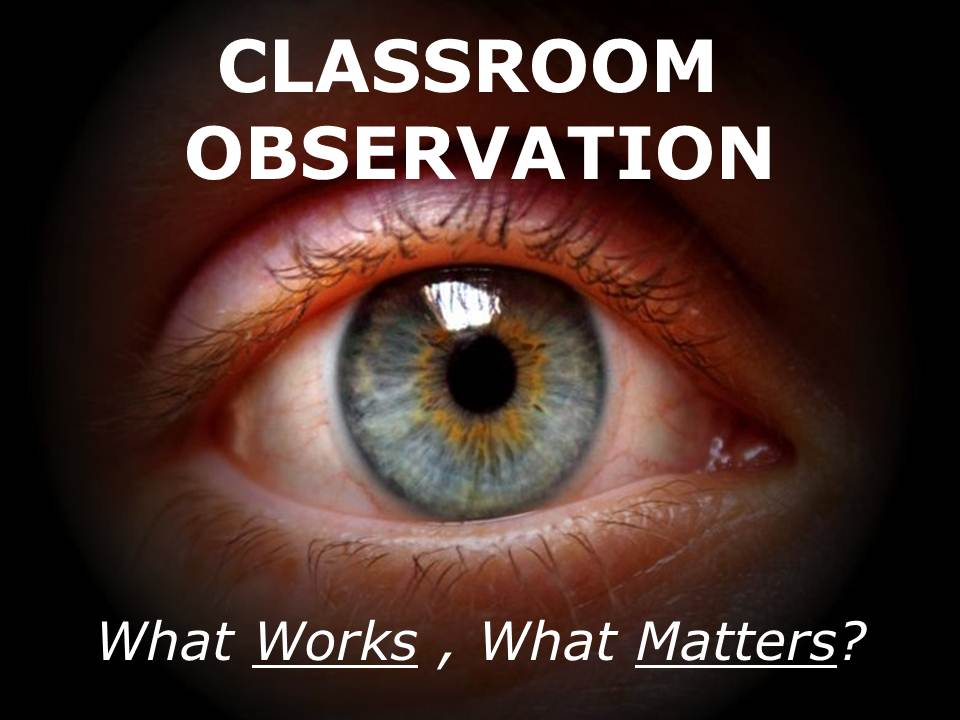 CLASSROOM
OBSERVATION
What Works , What Matters?